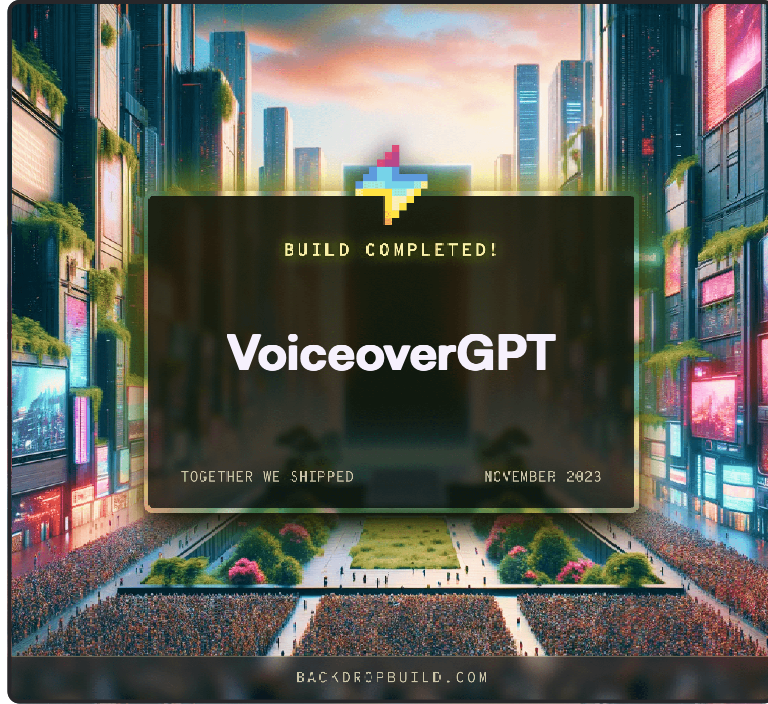 BUILD COMPLETED!
VoiceoverGPT
TOGETHER WE SHIPPED NOVEMBER 2023
BACKDROPBUILD.COM